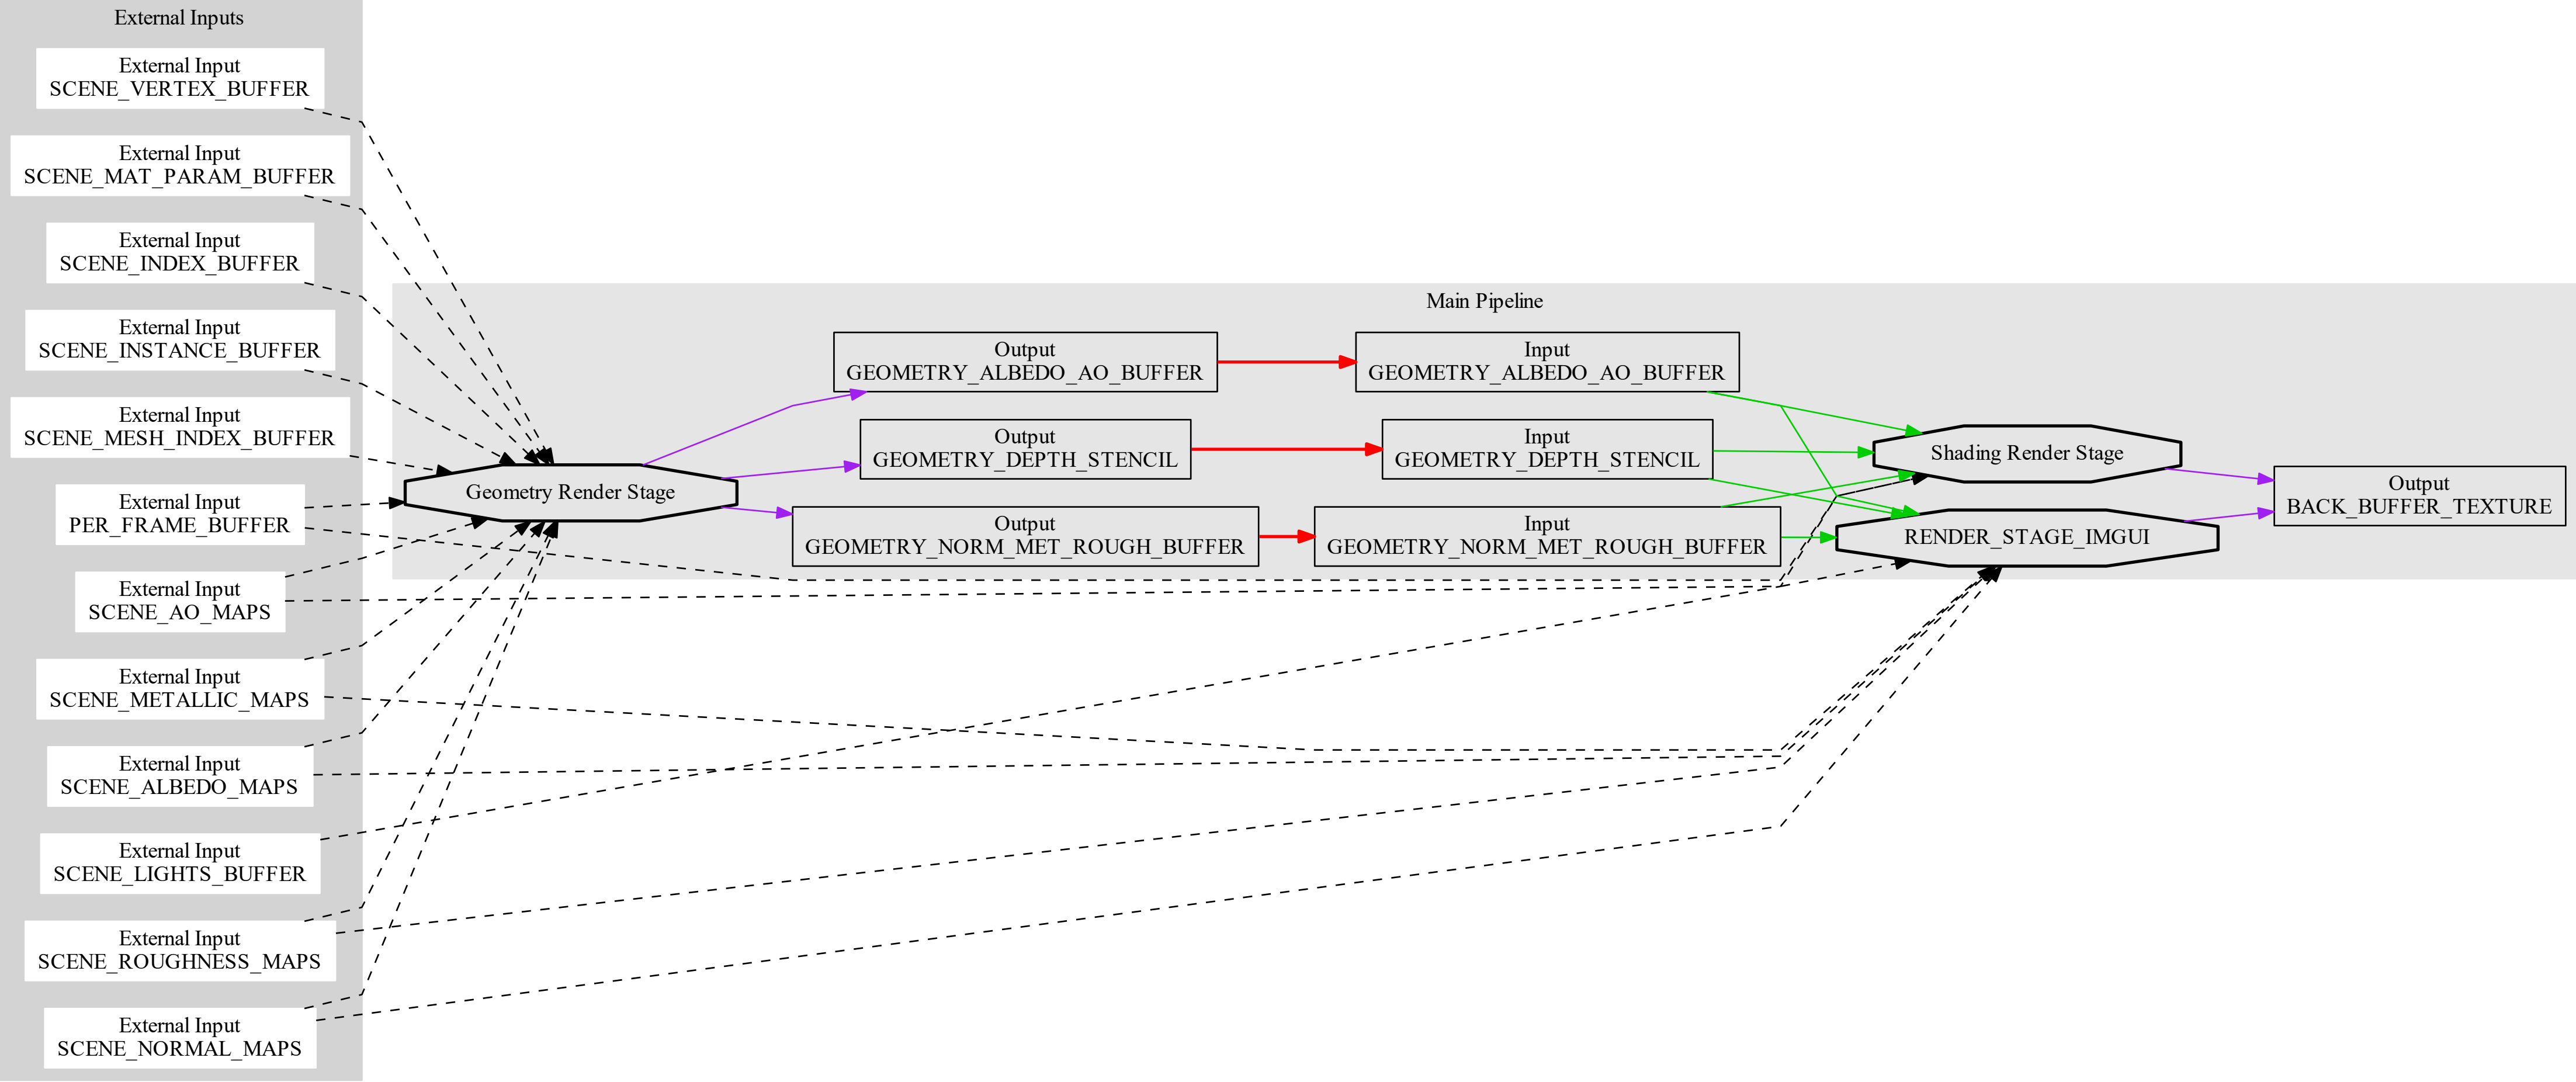 External Inputs
External Input
SCENE_VERTEX_BUFFER
External Input
SCENE_MAT_PARAM_BUFFER
External Input
SCENE_INDEX_BUFFER
External Input
SCENE_INSTANCE_BUFFER
External Input
SCENE_MESH_INDEX_BUFFER
External Input
PER_FRAME_BUFFER
External Input
SCENE_AO_MAPS
External Input
SCENE_METALLIC_MAPS
External Input
SCENE_ALBEDO_MAPS
External Input
SCENE_LIGHTS_BUFFER
External Input
SCENE_ROUGHNESS_MAPS
External Input
SCENE_NORMAL_MAPS
Main Pipeline
Geometry Render Stage
Output
GEOMETRY_ALBEDO_AO_BUFFER
Output
GEOMETRY_DEPTH_STENCIL
Output
GEOMETRY_NORM_MET_ROUGH_BUFFER
Input
GEOMETRY_ALBEDO_AO_BUFFER
Input
GEOMETRY_DEPTH_STENCIL
Input
GEOMETRY_NORM_MET_ROUGH_BUFFER
Shading Render Stage
RENDER_STAGE_IMGUI
Output
BACK_BUFFER_TEXTURE